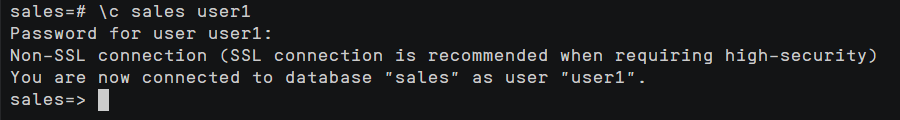 sales=# \c sales user1
Password for user user1:
Non-SSL connection (SSL connection is recommended when requiring high-security)
You are now connected to database "sales" as user "user1".
sales=>